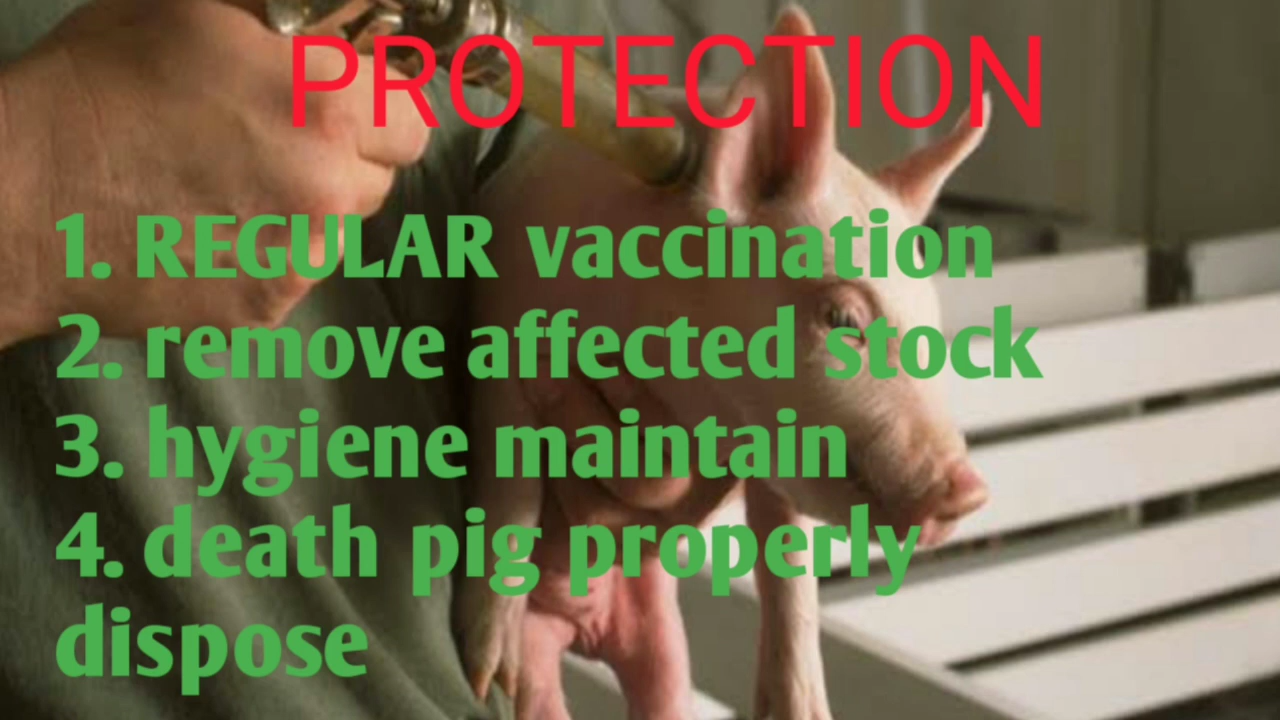 PROTECTION
1. REGULAR vaccination
2. remove affected stock
3. hygiene maintain
4. death pig properly
dispose